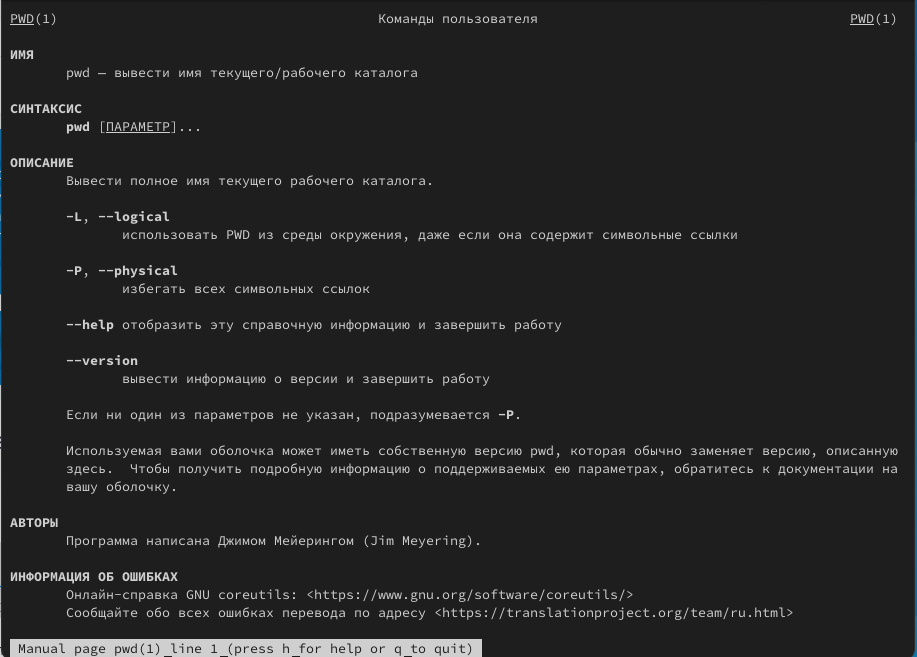 PWD(1) Команды пользователя PWD(1)
ИМЯ
pwd — вывести имя текущего/рабочего каталога
СИНТАКСИС
pwd [ПАРАМЕТР]...
ОПИСАНИЕ
Вывести полное имя текущего рабочего каталога.
-L, --logical
использовать PWD из среды окружения, даже если она содержит символьные ссылки
-P, --physical
избегать всех символьных ссылок
--help отобразить эту справочную информацию и завершить работу
--version
вывести информацию о версии и завершить работу
Если ни один из параметров не указан, подразумевается -P.
Используемая вами оболочка может иметь собственную версию pwd, которая обычно заменяет версию, описанную
здесь.  Чтобы получить подробную информацию о поддерживаемых ею параметрах, обратитесь к документации на
вашу оболочку.
АВТОРЫ
Программа написана Джимом Мейерингом (Jim Meyering).
ИНФОРМАЦИЯ ОБ ОШИБКАХ
Онлайн-справка GNU coreutils: <https://www.gnu.org/software/coreutils/>
Сообщайте обо всех ошибках перевода по адресу <https://translationproject.org/team/ru.html>
Manual page pwd(1) line 1 (press h for help or q to quit)